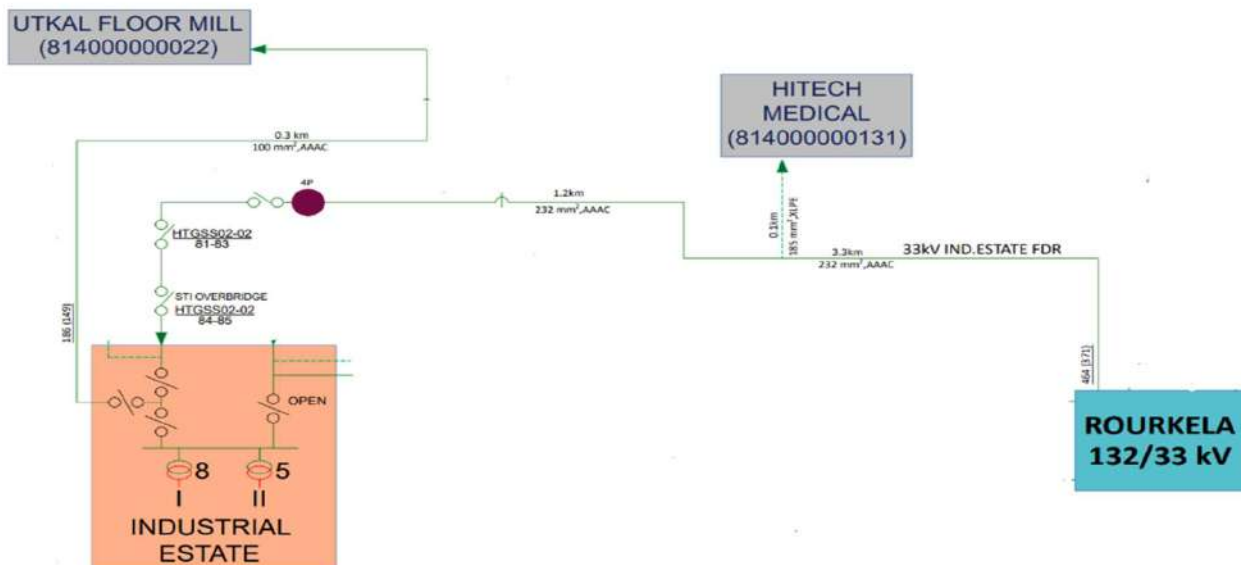 UTKAL FLOOR MILL
(814000000022)
HITECH
MEDICAL
(814000000131)
0.3 km
100 mm²,AAAC
4P
1.2km
232 mm²,AAAC
0.1km
185 mm²,XLPE
3.3km
232 mm²,AAAC
33kV IND.ESTATE FDR
HTGSS02-02
81-83
STI OVERBRIDGE
HTGSS02-02
84-85
186 (149)
464 (371)
OPEN
ROURKELA
132/33 kV
8
5
I
II
INDUSTRIAL
ESTATE